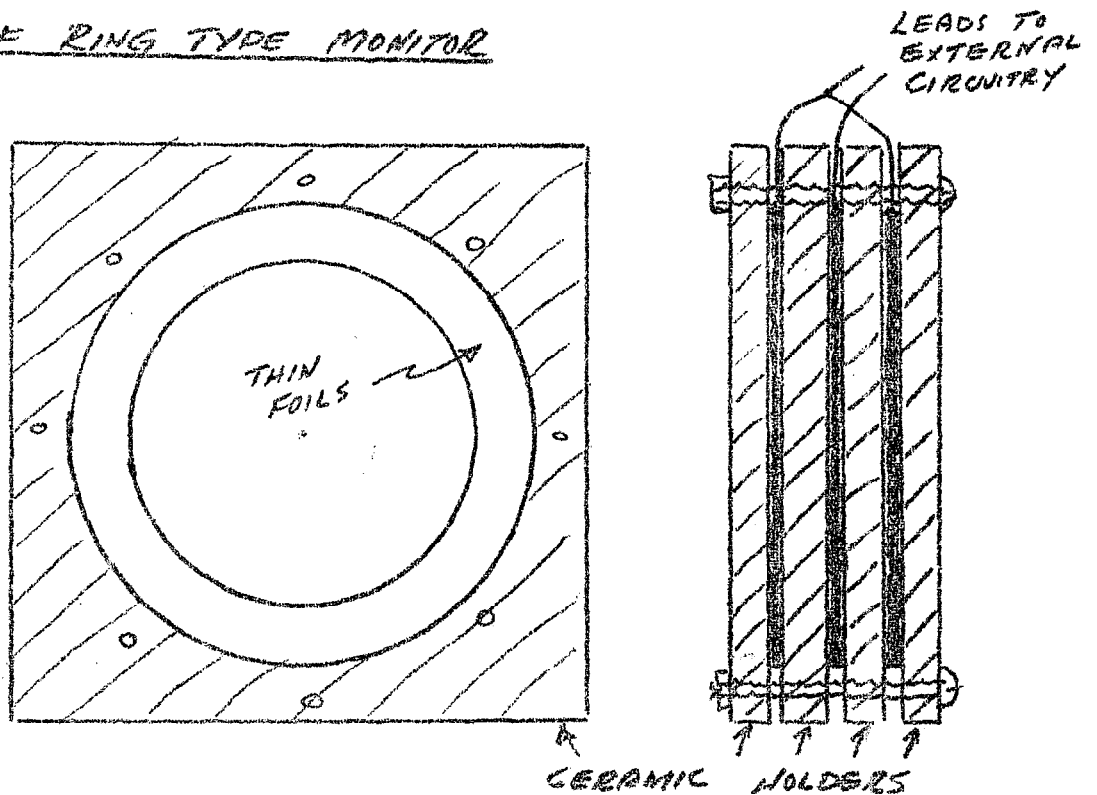 RING TYPE MONITOR
LEADS TO
EXTERNAL
CIRCUITRY
THIN
FOILS
CERAMIC HOLDERS